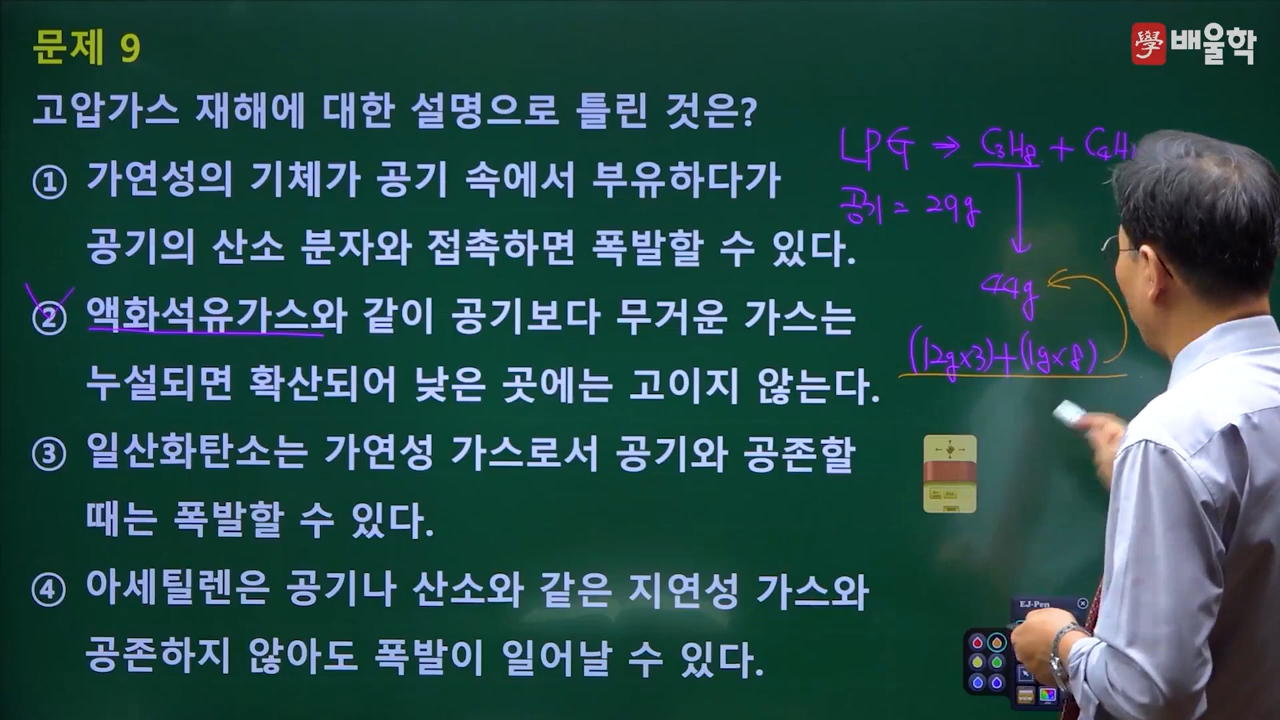 문제 9
學 배울학
고압가스 재해에 대한 설명으로 틀린 것은?
① 가연성의 기체가 공기 속에서 부유하다가
공기의 산소 분자와 접촉하면 폭발할 수 있다.
② 액화석유가스와 같이 공기보다 무거운 가스는
누설되면 확산되어 낮은 곳에는 고이지 않는다.
③ 일산화탄소는 가연성 가스로서 공기와 공존할
때는 폭발할 수 있다.
④ 아세틸렌은 공기나 산소와 같은 지연성 가스와
공존하지 않아도 폭발이 일어날 수 있다.
LPG ⇒ C3H8 + C4H
공기 = 29g
44g
(12g×3)+(1g×8)
EJ-Pen